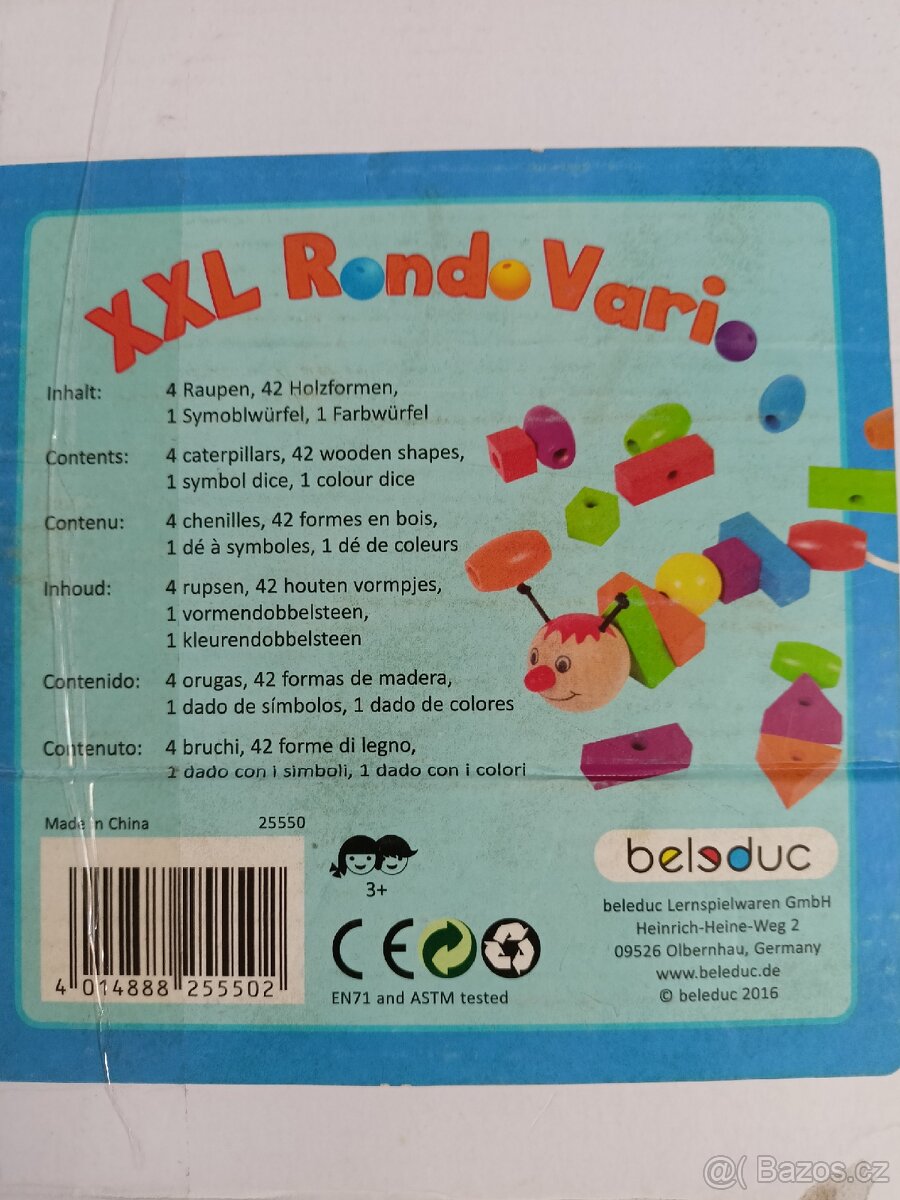 XXL Rondo Vario
Inhalt: 4 Raupen, 42 Holzformen,
1 Symoblwürfel, 1 Farbwürfel
Contents: 4 caterpillars, 42 wooden shapes,
1 symbol dice, 1 colour dice
Contenu: 4 chenilles, 42 formes en bois,
1 dé à symboles, 1 dé de coleurs
Inhoud: 4 rupsen, 42 houten vormpjes,
1 vormendobbelsteen,
1 kleurendobbelsteen
Contenido: 4 orugas, 42 formas de madera,
1 dado de símbolos, 1 dado de colores
Contenuto: 4 bruchi, 42 forme di legno,
1 dado con i simboli, 1 dado con i colori
Made in China 25550
4 014888 255502
3+
CE
EN71 and ASTM tested
beleduc
beleduc Lernspielwaren GmbH
Heinrich-Heine-Weg 2
09526 Olbernhau, Germany
www.beleduc.de
© beleduc 2016
@( Bazos.cz